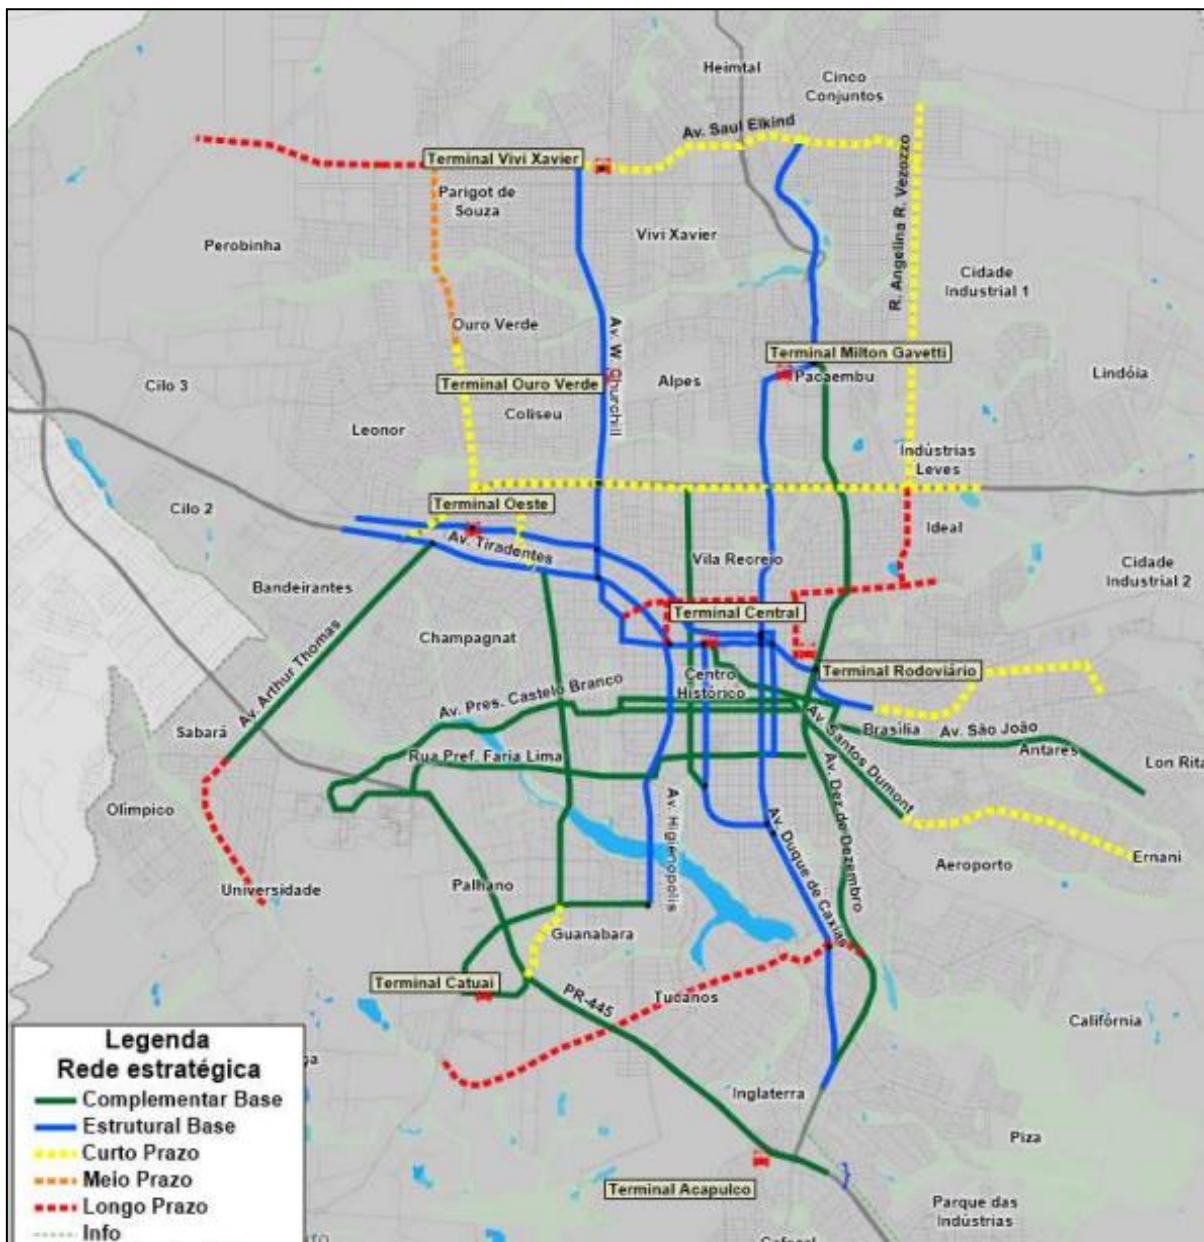 Heimtal
Cinco
Conjuntos
Av. Saul Elkind
Terminal Vivi Xavier
R. Angelina R. Vezozzo
Parigot de
Souza
Vivi Xavier
Perobinha
Cidade
Industrial 1
Ouro Verde
Av. W. Churchill
Terminal Milton Gavetti
Pacaembu
Terminal Ouro Verde
Alpes
Cilo 3
Lindóia
Coliseu
Leonor
Indústrias
Leves
Terminal Oeste
Cilo 2
Ideal
Av. Tiradentes
Vila Recreio
Cidade
Industrial 2
Bandeirantes
Terminal Central
Champagnat
Av. Arthur Thomas
Centro
Histórico
Terminal Rodoviário
Av. Pres. Castelo Branco
Sabará
Brasília
Av. São João
Antares
Av. Santos Dumont
Rua Pref. Faria Lima
Lon Rita
Olimpico
Av. Higienopolis
Av. Duque de Caxias
Av. Dez de Dezembro
Aeroporto
Ernani
Universidade
Palhano
Guanabara
Terminal Catuai
PR-445
Tucanos
Califórnia
Inglaterra
Piza
Terminal Acapulco
Parque das
Indústrias
Legenda
Rede estratégica
Complementar Base
Estrutural Base
Curto Prazo
Meio Prazo
Longo Prazo
Info